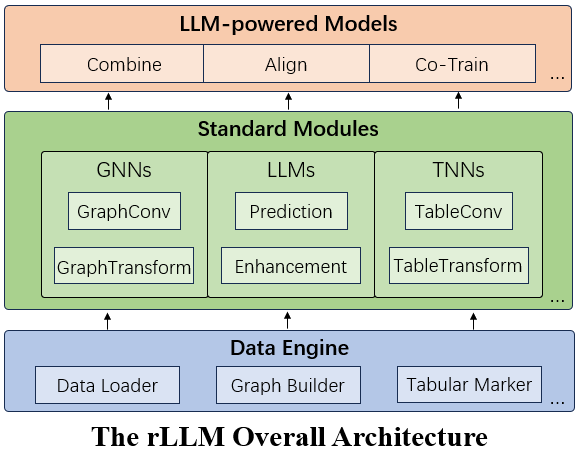 LLM-powered Models
Combine Align Co-Train
...
Standard Modules
GNNs LLMs TNNs
GraphConv Prediction TableConv
GraphTransform Enhancement TableTransform
...
Data Engine
Data Loader Graph Builder Tabular Marker
...
The rLLM Overall Architecture